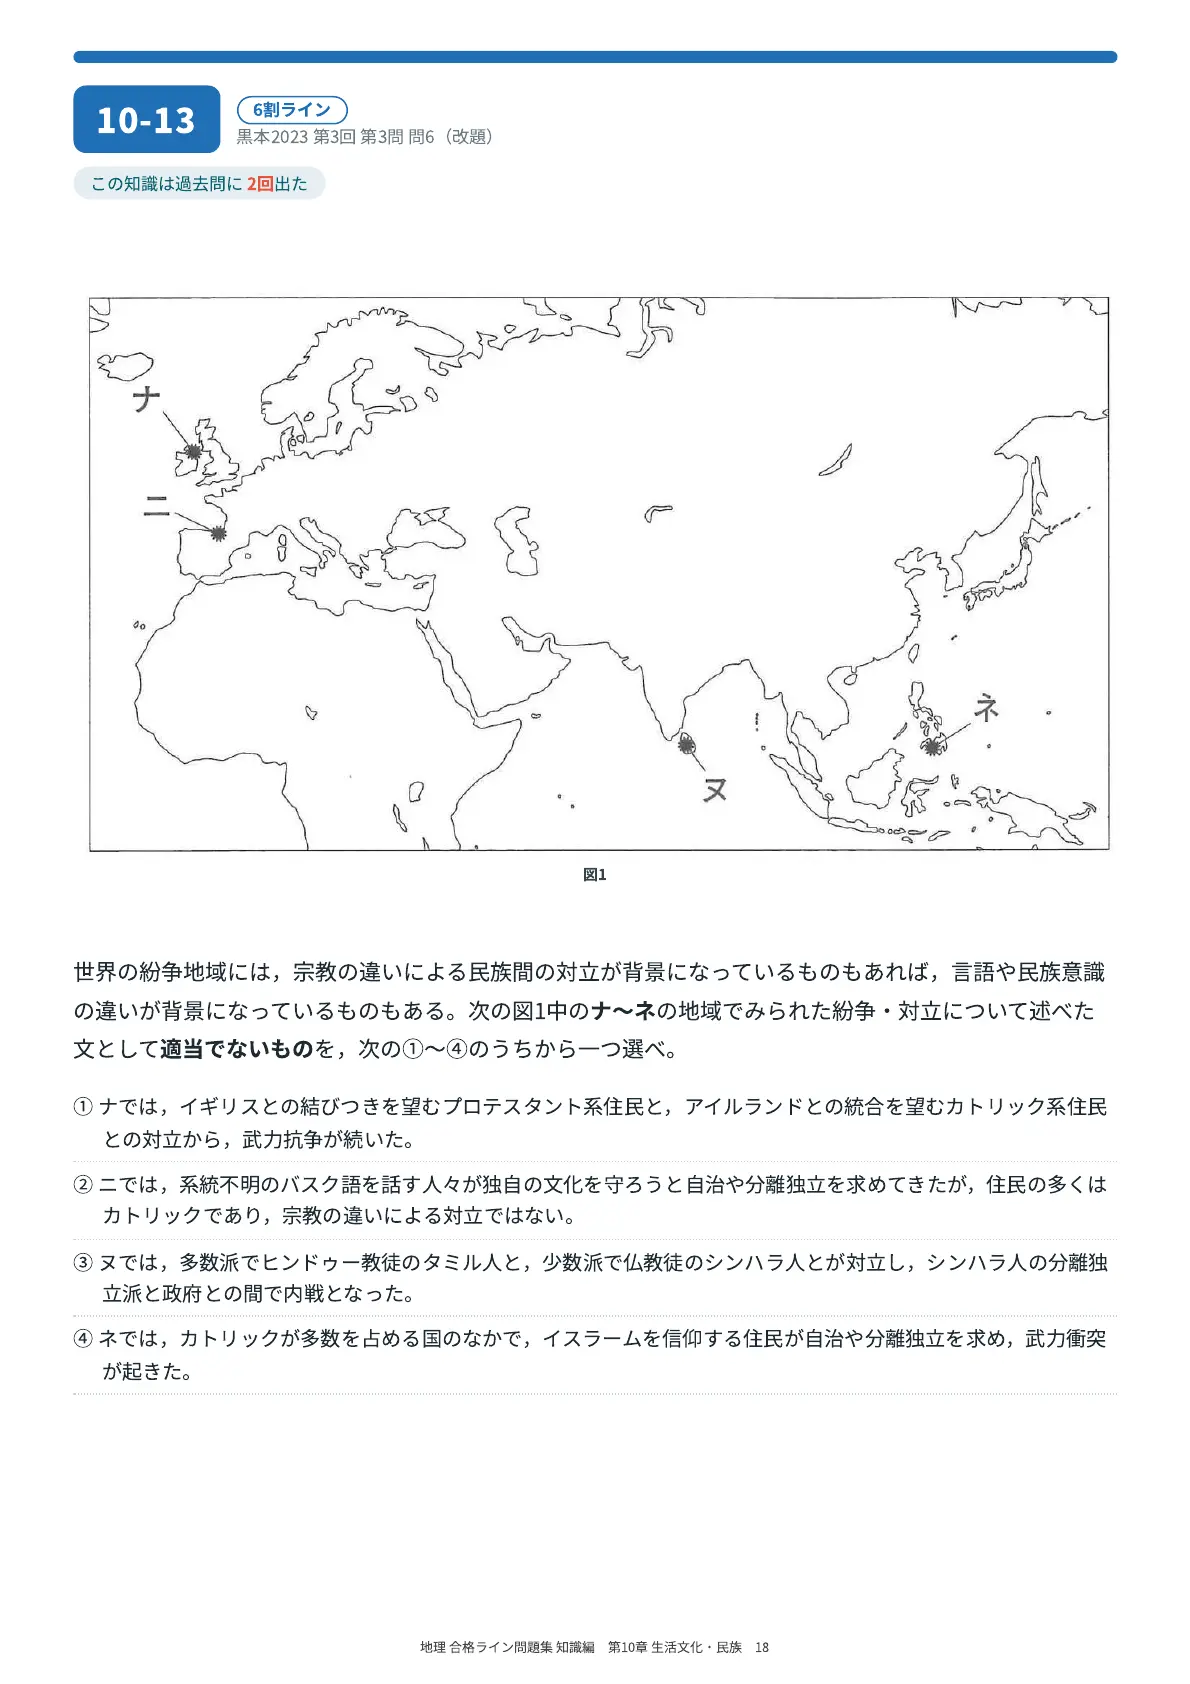 10-13
6割ライン
黒本2023 第3回 第3問 問6（改題）
この知識は過去問に 2回出た
ナ
ニ
ネ
ヌ
図1
世界の紛争地域には，宗教の違いによる民族間の対立が背景になっているものもあれば，言語や民族意識
の違いが背景になっているものもある。次の図1中のナ～ネの地域でみられた紛争・対立について述べた
文として適当でないものを，次の①～④のうちから一つ選べ。
① ナでは，イギリスとの結びつきを望むプロテスタント系住民と，アイルランドとの統合を望むカトリック系住民
との対立から，武力抗争が続いた。
② ニでは，系統不明のバスク語を話す人々が独自の文化を守ろうと自治や分離独立を求めてきたが，住民の多くは
カトリックであり，宗教の違いによる対立ではない。
③ ヌでは，多数派でヒンドゥー教徒のタミル人と，少数派で仏教徒のシンハラ人とが対立し，シンハラ人の分離独
立派と政府との間で内戦となった。
④ ネでは，カトリックが多数を占める国のなかで，イスラームを信仰する住民が自治や分離独立を求め，武力衝突
が起きた。
地理 合格ライン問題集 知識編　第10章 生活文化・民族　18